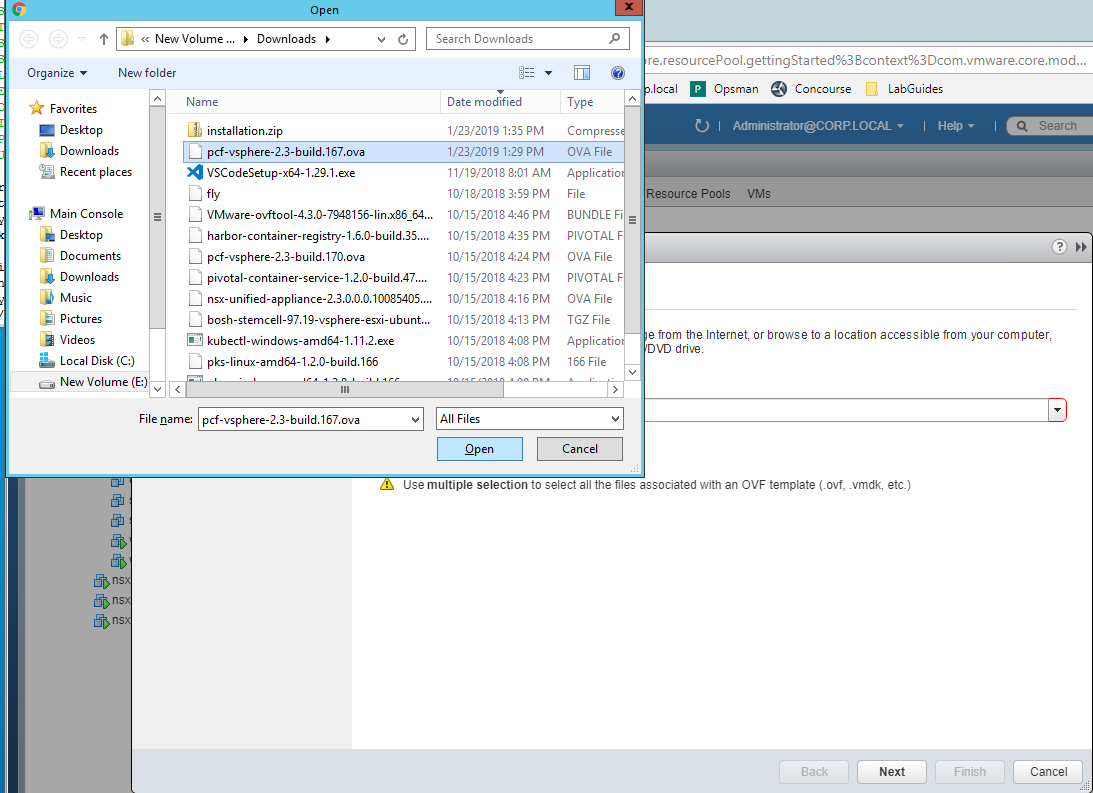 Open
x
« New Volume ... Downloads
Search Downloads
Organize
New folder
Favorites
Desktop
Downloads
Recent places
Main Console
Desktop
Documents
Downloads
Music
Pictures
Videos
Local Disk (C:)
New Volume (E:)
Name Date modified Type
installation.zip 1/23/2019 1:35 PM Compresse
pcf-vsphere-2.3-build.167.ova 1/23/2019 1:29 PM OVA File
VSCodeSetup-x64-1.29.1.exe 11/19/2018 8:01 AM Application
fly 10/18/2018 3:59 PM File
VMware-ovftool-4.3.0-7948156-lin.x86_64... 10/15/2018 4:46 PM BUNDLE Fi
harbor-container-registry-1.6.0-build.35.... 10/15/2018 4:35 PM PIVOTAL F
pcf-vsphere-2.3-build.170.ova 10/15/2018 4:24 PM OVA File
pivotal-container-service-1.2.0-build.47.... 10/15/2018 4:23 PM PIVOTAL F
nsx-unified-appliance-2.3.0.0.0.10085405.... 10/15/2018 4:16 PM OVA File
bosh-stemcell-97.19-vsphere-esxi-ubunt... 10/15/2018 4:13 PM TGZ File
kubectl-windows-amd64-1.11.2.exe 10/15/2018 4:08 PM Application
pks-linux-amd64-1.2.0-build.166 10/15/2018 4:08 PM 166 File
File name: pcf-vsphere-2.3-build.167.ova All Files
Open Cancel
ore.resourcePool.gettingStarted%3Bcontext%3Dcom.vmware.core.mod...
p.local P Opsman Concourse LabGuides
Administrator@CORP.LOCAL Help Search
Resource Pools VMs
?
ge from the Internet, or browse to a location accessible from your computer,
/DVD drive.
Use multiple selection to select all the files associated with an OVF template (.ovf, .vmdk, etc.)
nsx
nsx
nsx
Back Next Finish Cancel